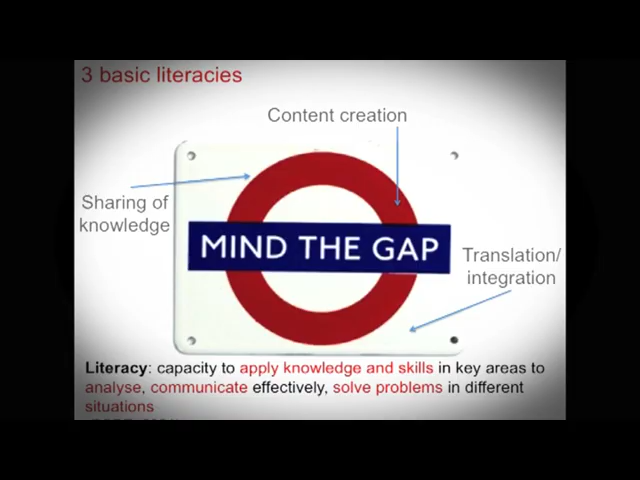 3 basic literacies
Content creation
Sharing of
knowledge
MIND THE GAP
Translation/
integration
Literacy: capacity to apply knowledge and skills in key areas to
analyse, communicate effectively, solve problems in different
situations